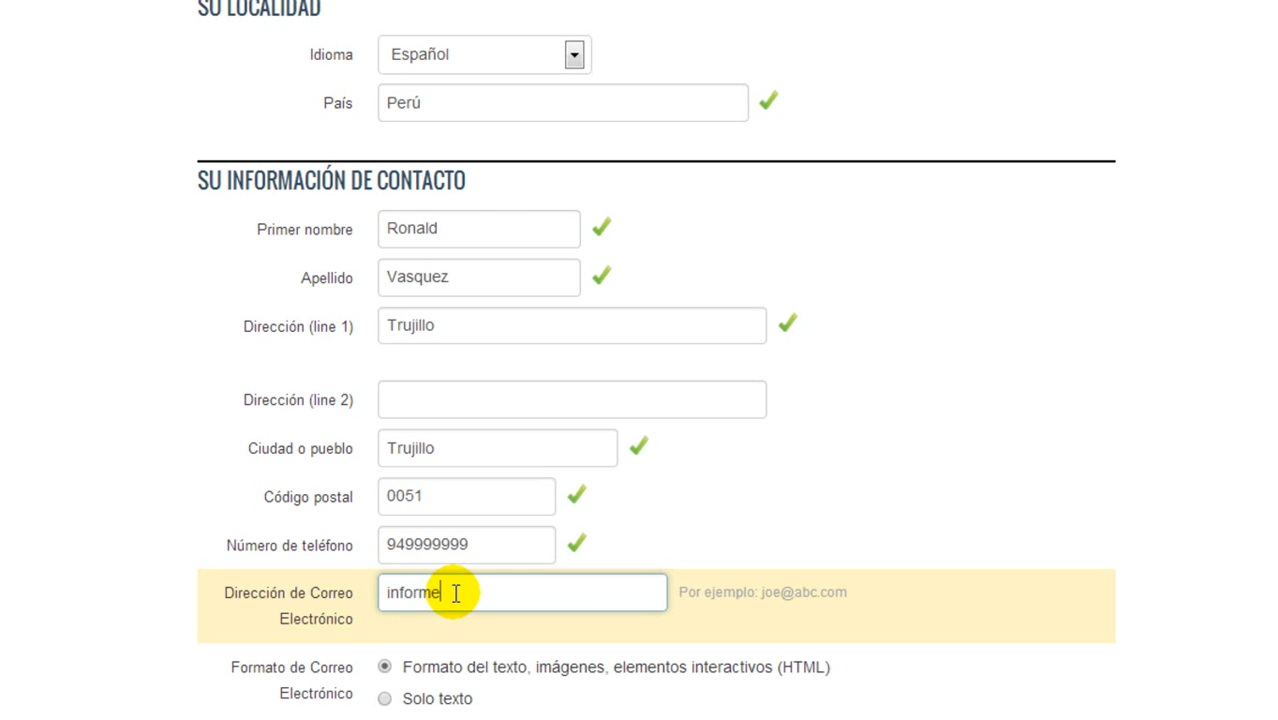 SU LOCALIDAD
Idioma Español
País Perú
SU INFORMACIÓN DE CONTACTO
Primer nombre Ronald
Apellido Vasquez
Dirección (line 1) Trujillo
Dirección (line 2)
Ciudad o pueblo Trujillo
Código postal 0051
Número de teléfono 949999999
Dirección de Correo informe Por ejemplo: joe@abc.com
Electrónico
Formato de Correo Formato del texto, imágenes, elementos interactivos (HTML)
Electrónico Solo texto